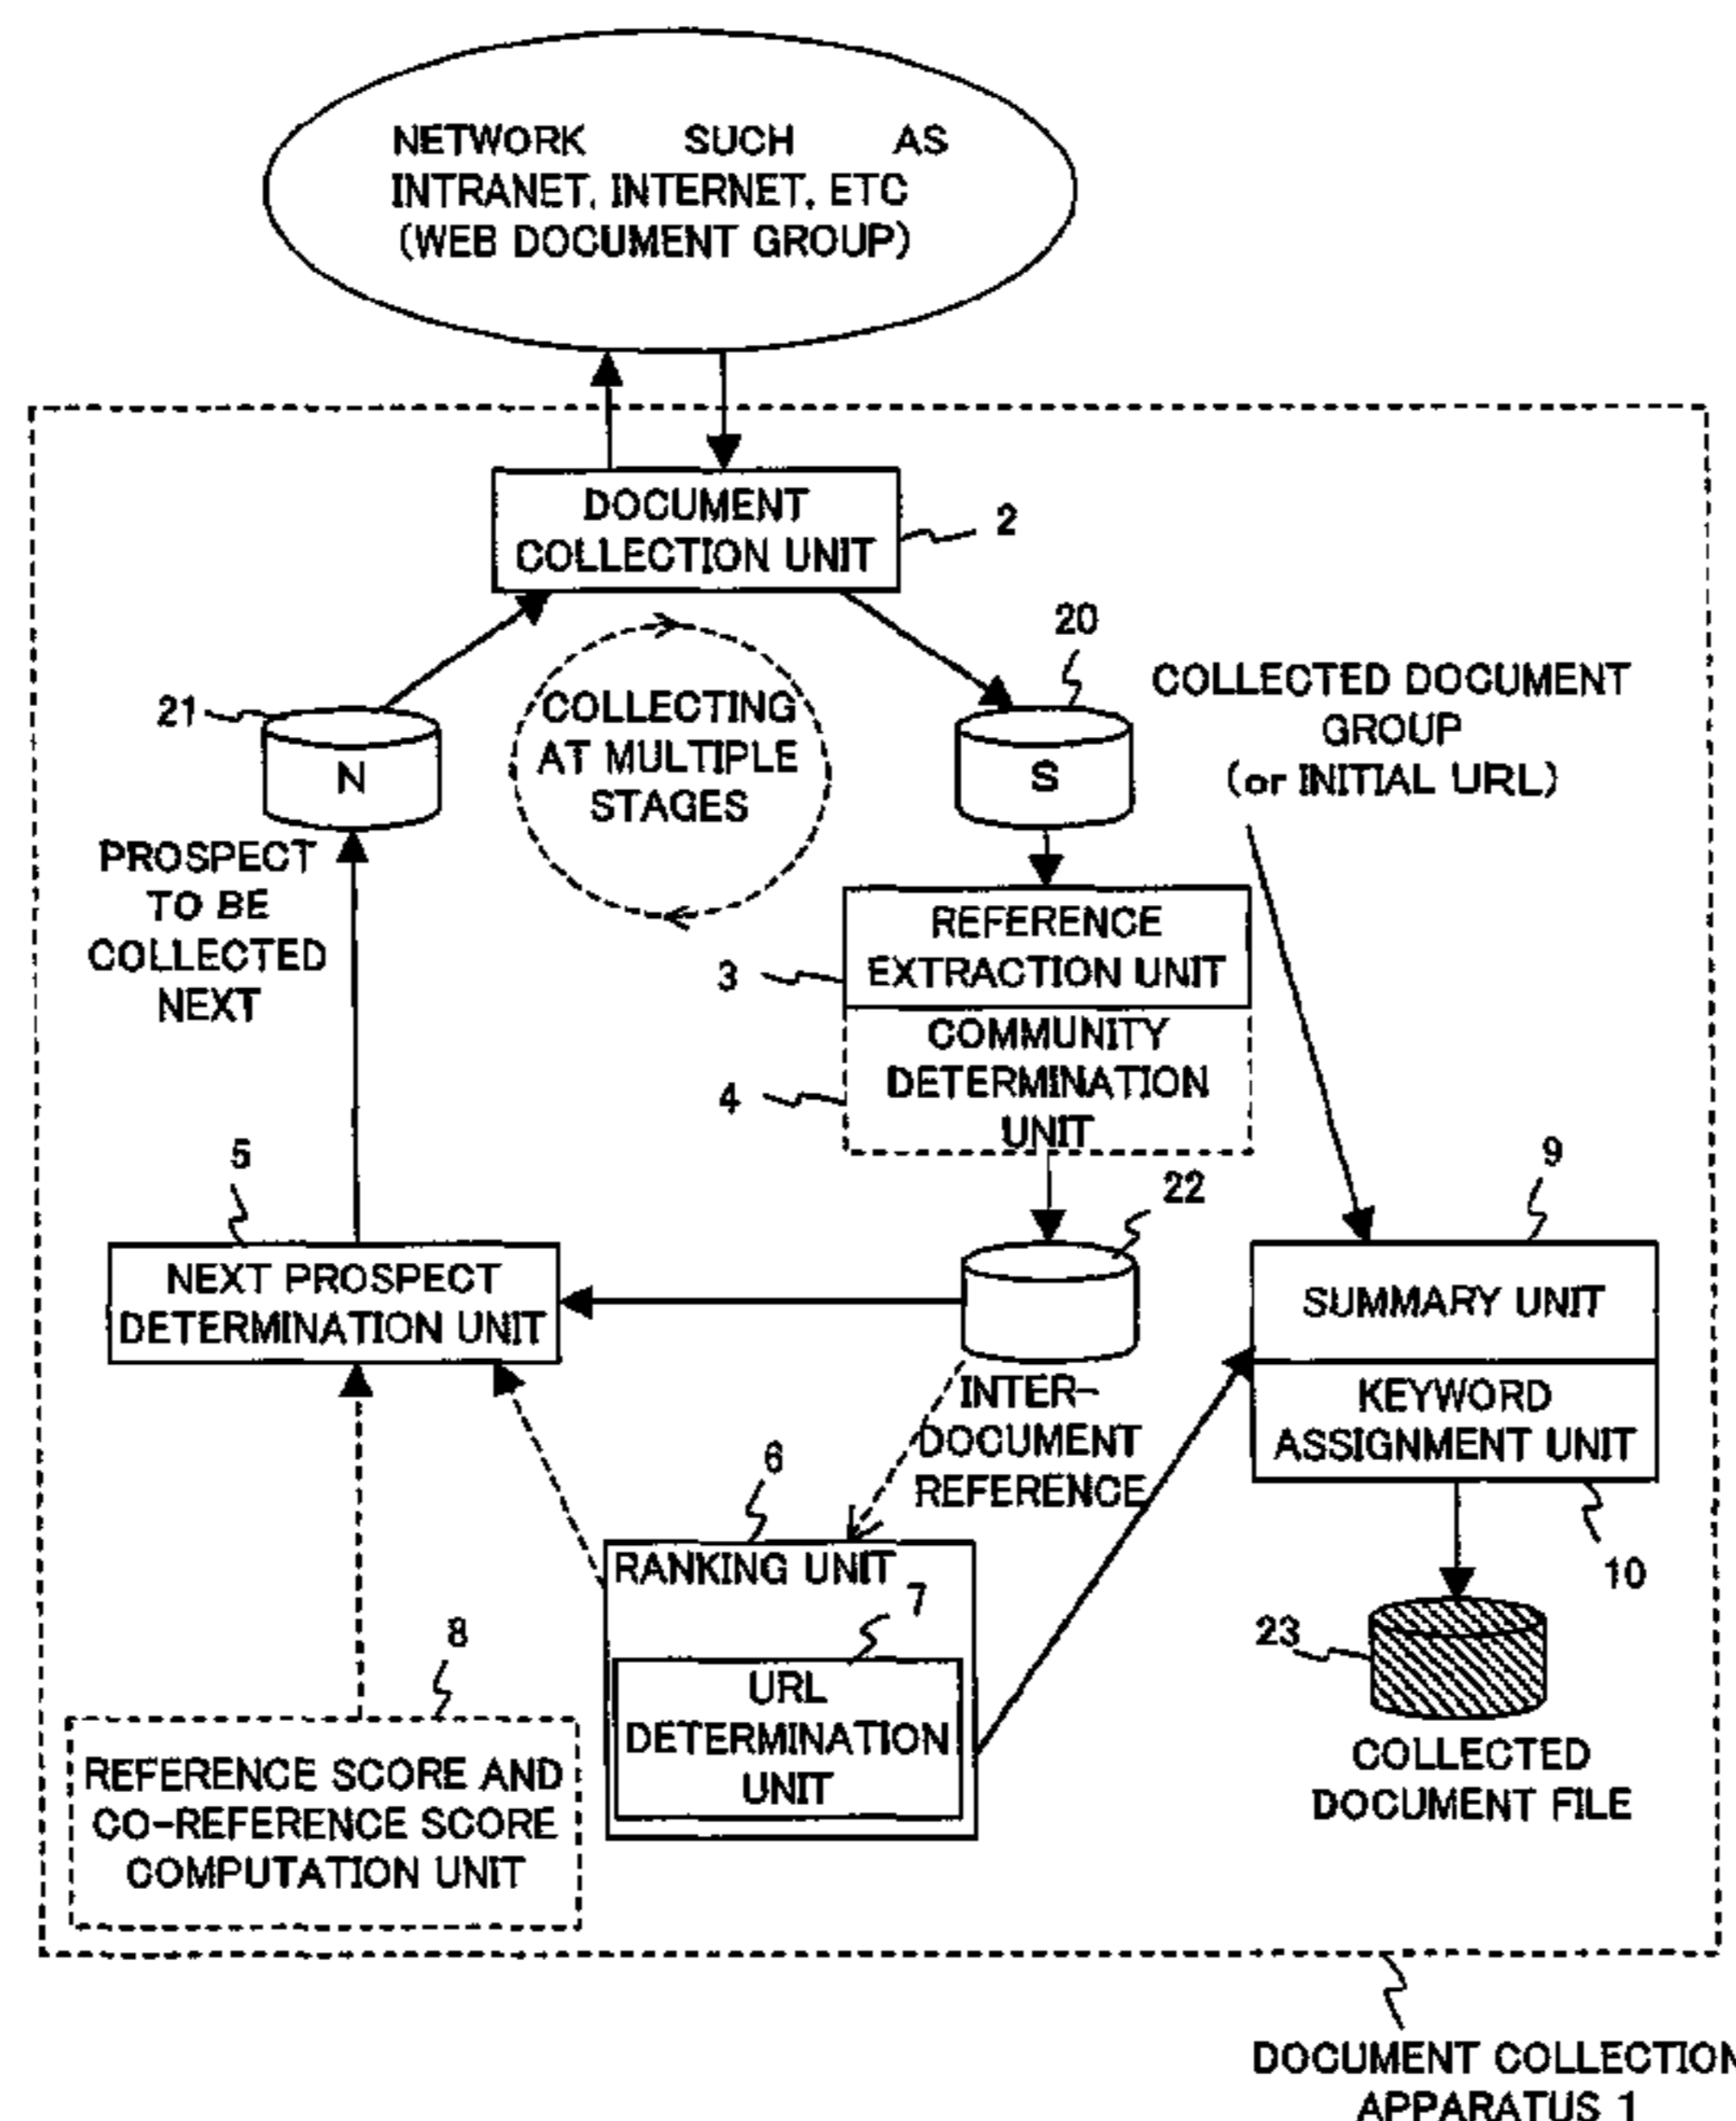 NETWORK SUCH AS
INTRANET, INTERNET, ETC
(WEB DOCUMENT GROUP)
DOCUMENT
COLLECTION UNIT
2
20
COLLECTED DOCUMENT
GROUP
(or INITIAL URL)
21
N
COLLECTING
AT MULTIPLE
STAGES
S
PROSPECT
TO BE
COLLECTED
NEXT
REFERENCE
EXTRACTION UNIT
3
COMMUNITY
DETERMINATION
UNIT
4
5
22
9
NEXT PROSPECT
DETERMINATION UNIT
SUMMARY UNIT
INTER-
DOCUMENT
REFERENCE
KEYWORD
ASSIGNMENT UNIT
6
10
RANKING UNIT
7
8
23
URL
DETERMINATION
UNIT
REFERENCE SCORE AND
CO-REFERENCE SCORE
COMPUTATION UNIT
COLLECTED
DOCUMENT FILE
DOCUMENT COLLECTION
APPARATUS 1